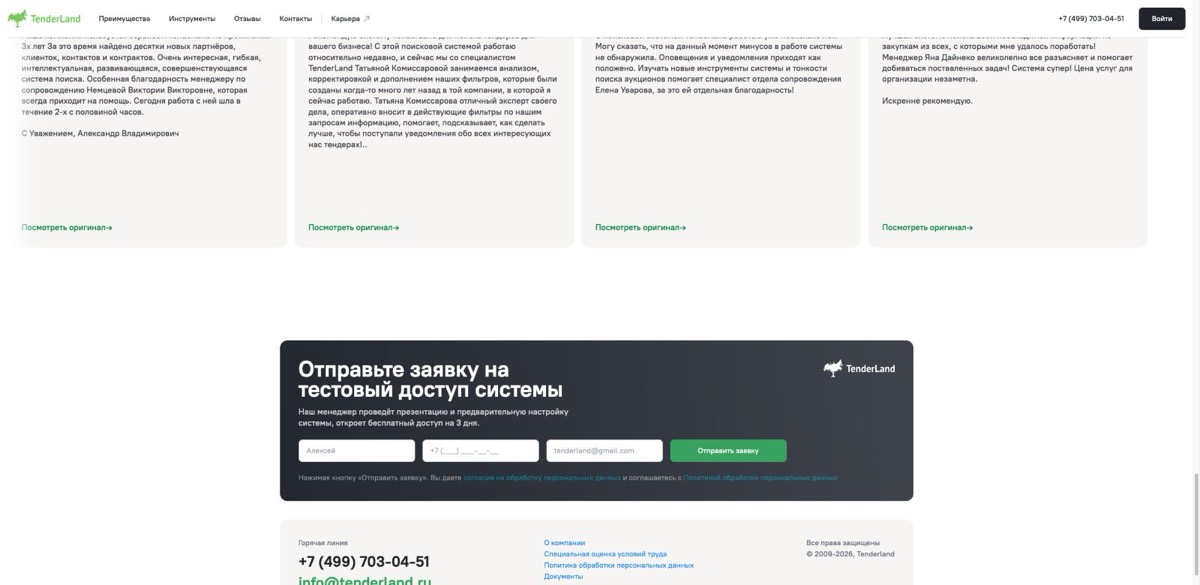 TenderLand
Преимущества
Инструменты
Отзывы
Контакты
Карьера ↗
+7 (499) 703-04-51
Войти
3х лет За это время найдено десятки новых партнёров,
клиенток, контактов и контрактов. Очень интересная, гибкая,
интеллектуальная, развивающаяся, совершенствующаяся
система поиска. Особенная благодарность менеджеру по
сопровождению Немцевой Виктории Викторовне, которая
всегда приходит на помощь. Сегодня работа с ней шла в
течение 2-х с половиной часов.
С Уважением, Александр Владимирович
Посмотреть оригинал→
вашего бизнеса! С этой поисковой системой работаю
относительно недавно, и сейчас мы со специалистом
TenderLand Татьяной Комиссаровой занимаемся анализом,
корректировкой и дополнением наших фильтров, которые были
созданы когда-то много лет назад в той компании, в которой я
сейчас работаю. Татьяна Комиссарова отличный эксперт своего
дела, оперативно вносит в действующие фильтры по нашим
запросам информацию, помогает, подсказывает, как сделать
лучше, чтобы поступали уведомления обо всех интересующих
нас тендерах!..
Посмотреть оригинал→
Могу сказать, что на данный момент минусов в работе системы
не обнаружила. Оповещения и уведомления приходят как
положено. Изучать новые инструменты системы и тонкости
поиска аукционов помогает специалист отдела сопровождения
Елена Уварова, за это ей отдельная благодарность!
Посмотреть оригинал→
закупкам из всех, с которыми мне удалось поработать!
Менеджер Яна Дайнеко великолепно все разъясняет и помогает
добиваться поставленных задач! Система супер! Цена услуг для
организации незаметна.
Искренне рекомендую.
Посмотреть оригинал→
Отправьте заявку на
тестовый доступ системы
TenderLand
Наш менеджер проведёт презентацию и предварительную настройку
системы, откроет бесплатный доступ на 3 дня.
Алексей
+7 (___) ___-__-__
tenderland@gmail.com
Отправить заявку
Нажимая кнопку «Отправить заявку». Вы даете согласие на обработку персональных данных и соглашаетесь с Политикой обработки персональных данных
Горячая линия
+7 (499) 703-04-51
info@tenderland.ru
О компании
Специальная оценка условий труда
Политика обработки персональных данных
Документы
Все права защищены
© 2009-2026, Tenderland